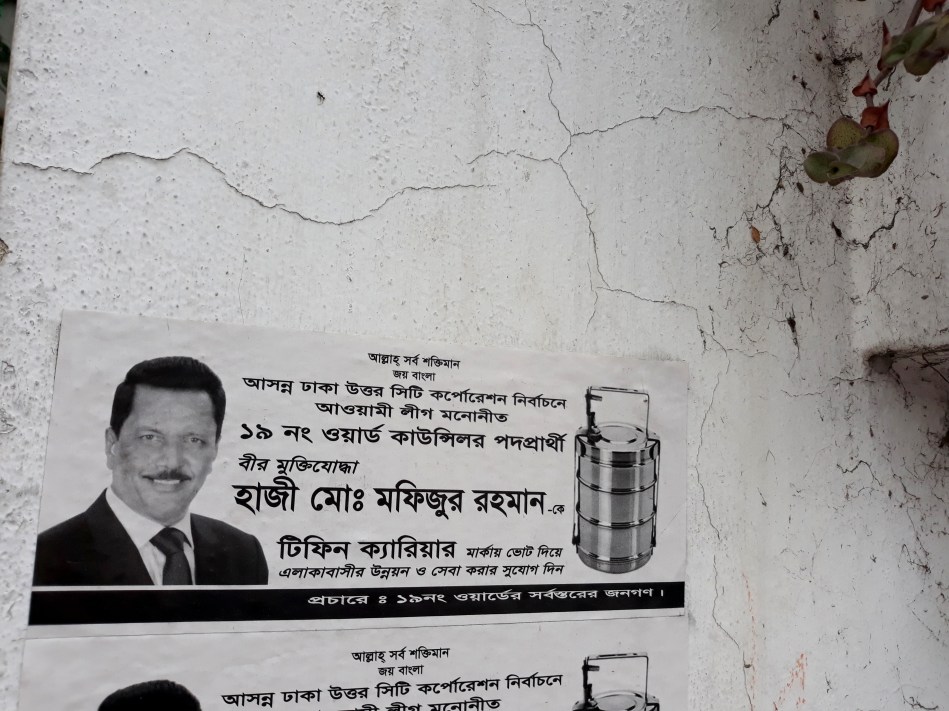 আল্লাহ্ সর্ব শক্তিমান
জয় বাংলা
আসন্ন ঢাকা উত্তর সিটি কর্পোরেশন নির্বাচনে
আওয়ামী লীগ মনোনীত
১৯ নং ওয়ার্ড কাউন্সিলর পদপ্রার্থী
বীর মুক্তিযোদ্ধা
হাজী মোঃ মফিজুর রহমান-কে
টিফিন ক্যারিয়ার মার্কায় ভোট দিয়ে
এলাকাবাসীর উন্নয়ন ও সেবা করার সুযোগ দিন
প্রচারে ঃ ১৯নং ওয়ার্ডের সর্বস্তরের জনগণ।
আল্লাহ্ সর্ব শক্তিমান
জয় বাংলা
আসন্ন ঢাকা উত্তর সিটি কর্পোরেশন নির্বাচনে
লীগ মনোনীত